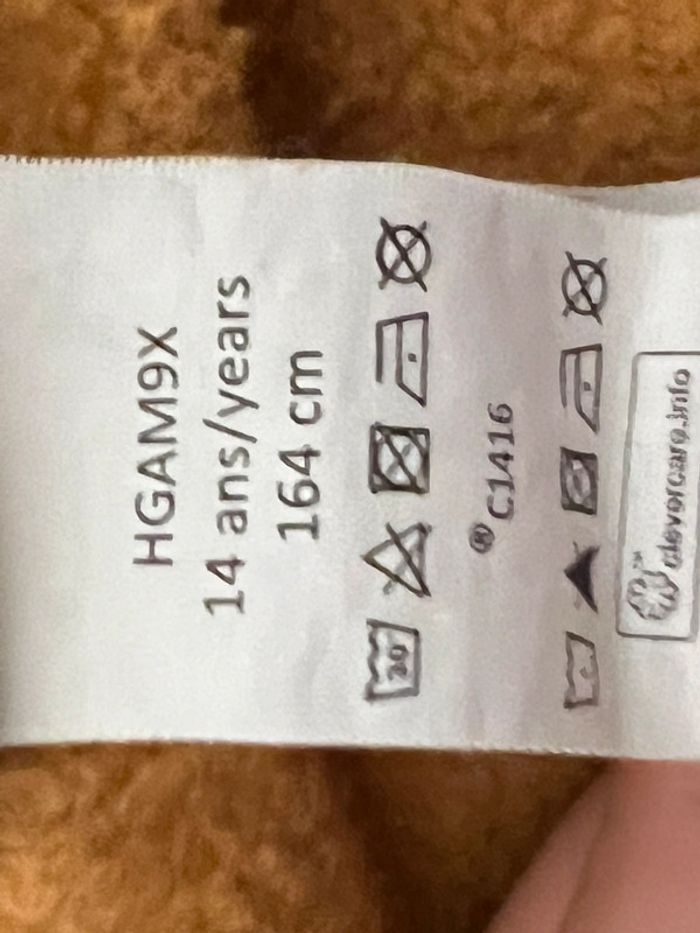 HGAM9X
14 ans/years
164 cm
® C1416
clevercare.info